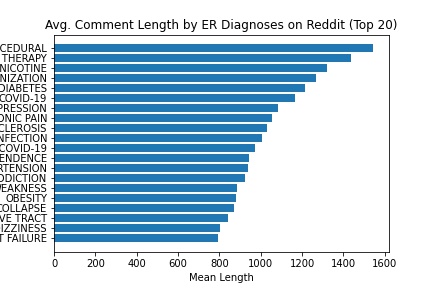 Avg. Comment Length by ER Diagnoses on Reddit (Top 20)
CEDURAL
THERAPY
NICOTINE
NIZATION
DIABETES
COVID-19
PRESSION
ONIC PAIN
CLEROSIS
NFECTION
COVID-19
ENDENCE
RTENSION
DDICTION
WEAKNESS
OBESITY
COLLAPSE
VE TRACT
DIZZINESS
T FAILURE
0 200 400 600 800 1000 1200 1400 1600
Mean Length